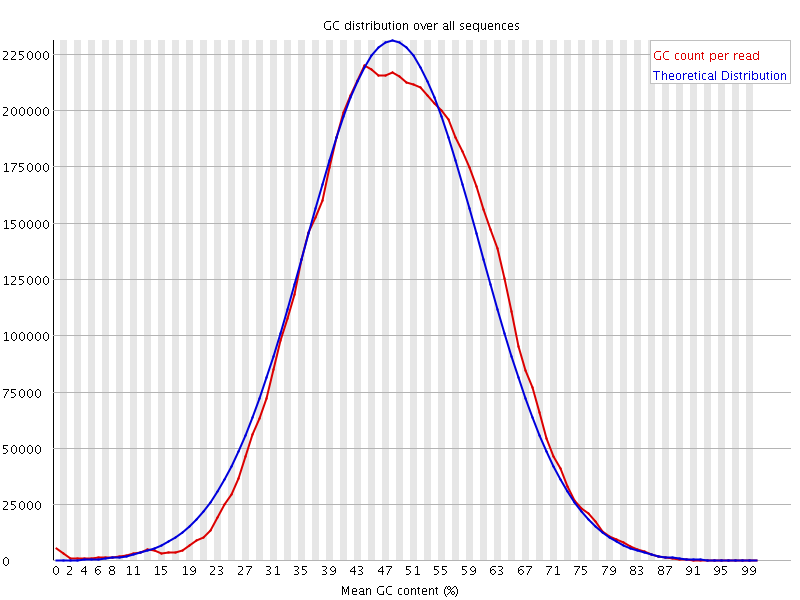 GC distribution over all sequences
GC count per read
Theoretical Distribution
225000
200000
175000
150000
125000
100000
75000
50000
25000
0
0 2 4 6 8 11 15 19 23 27 31 35 39 43 47 51 55 59 63 67 71 75 79 83 87 91 95 99
Mean GC content (%)